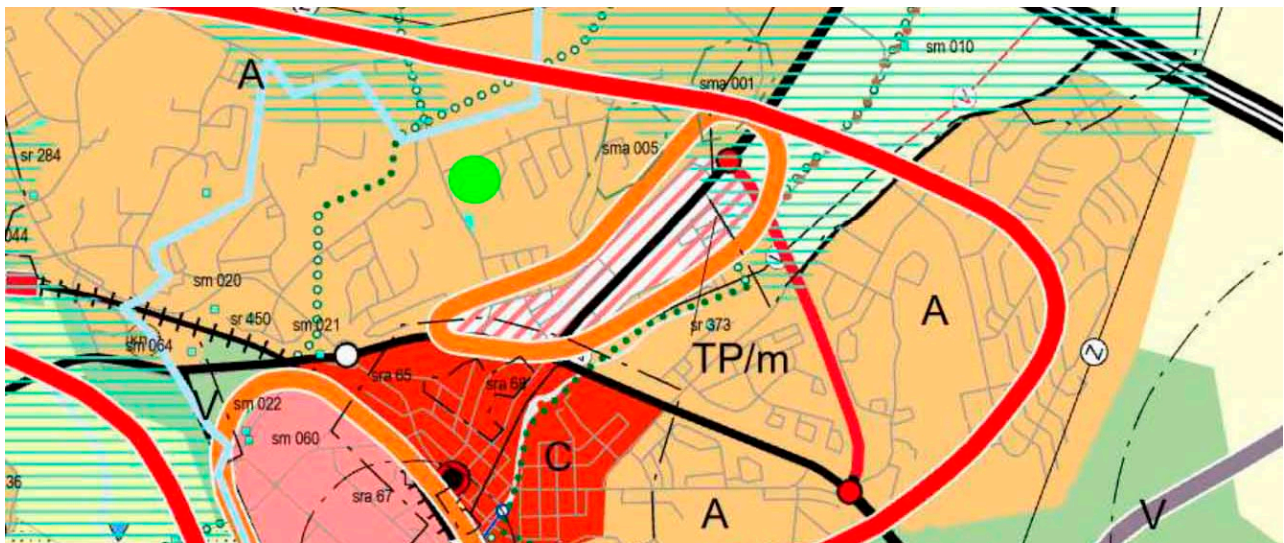 (z)
sm 010
A
sma 001
sma 005
sr 284
044
sm 020
sr 450
sm 021
sm 064
sr 373
A
TP/m
z
sra 65
sra 68
V
sm 022
sm 060
C
sra 67
36
A
V